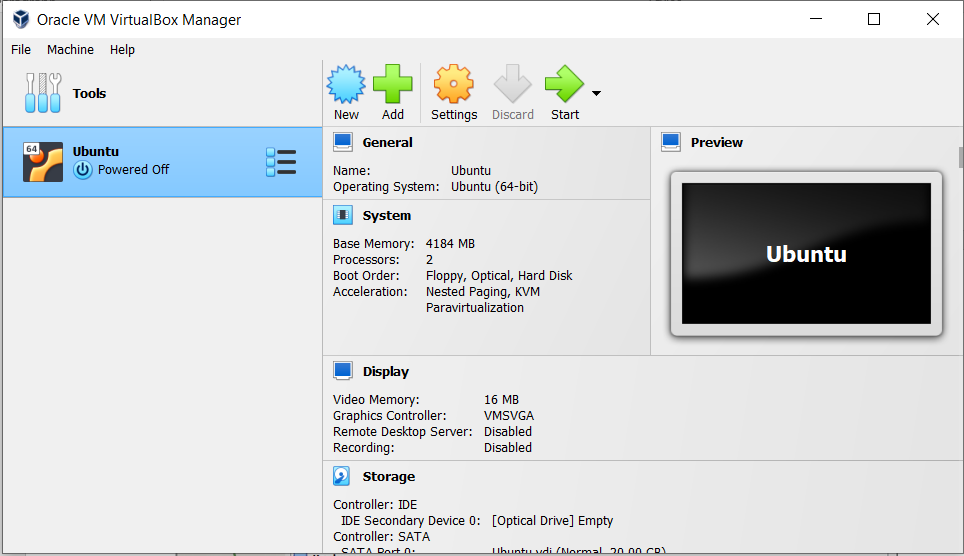 Oracle VM VirtualBox Manager
File Machine Help
Tools
New Add Settings Discard Start
64
Ubuntu
Powered Off
General
Name: Ubuntu
Operating System: Ubuntu (64-bit)
Preview
Ubuntu
System
Base Memory: 4184 MB
Processors: 2
Boot Order: Floppy, Optical, Hard Disk
Acceleration: Nested Paging, KVM
Paravirtualization
Display
Video Memory: 16 MB
Graphics Controller: VMSVGA
Remote Desktop Server: Disabled
Recording: Disabled
Storage
Controller: IDE
IDE Secondary Device 0: [Optical Drive] Empty
Controller: SATA
SATA Port 0: Ubuntu.vdi (Normal, 20.00 GB)